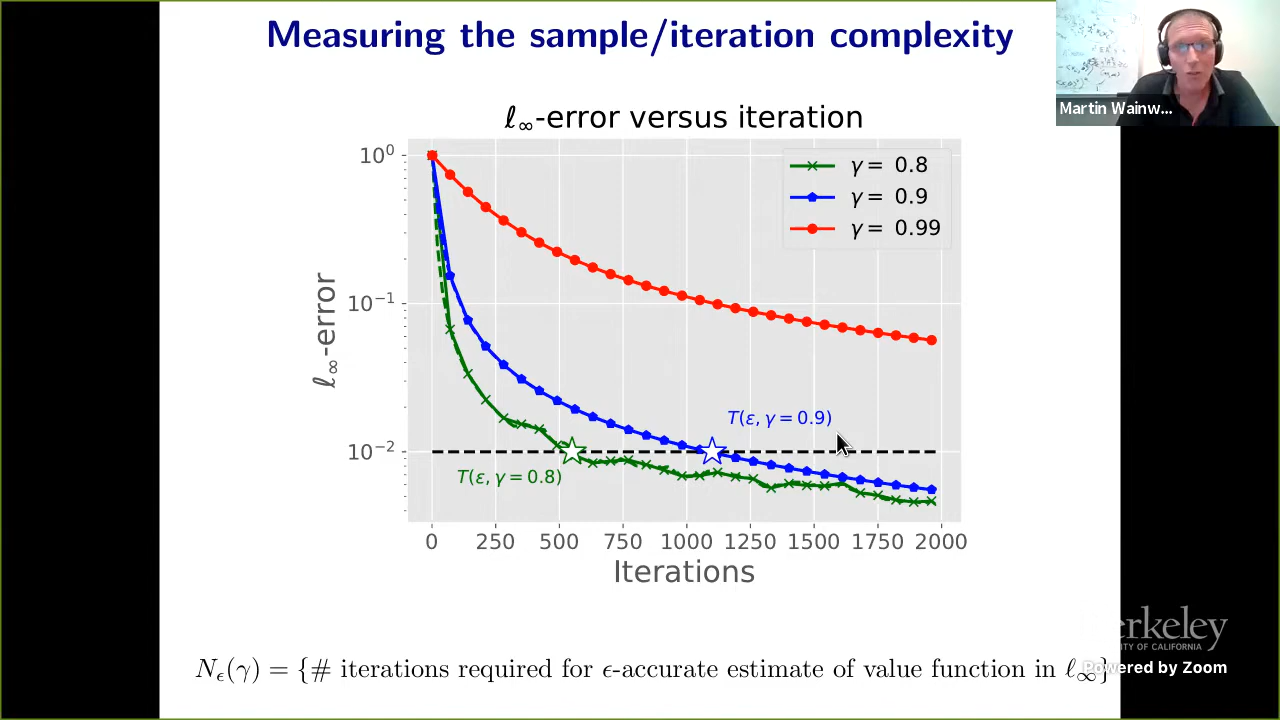 Measuring the sample/iteration complexity
Martin Wainw...
ℓ∞-error versus iteration
γ = 0.8
γ = 0.9
γ = 0.99
10⁰
10⁻¹
10⁻²
ℓ∞-error
T(ε, γ = 0.9)
T(ε, γ = 0.8)
0 250 500 750 1000 1250 1500 1750 2000
Iterations
erkeley
TY OF CALIFORNIA
Nϵ(γ) = {# iterations required for ϵ-accurate estimate of value function in ℓ∞}
Powered by Zoom